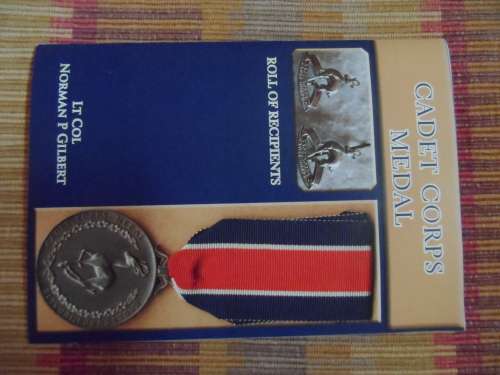 CADET CORPS
MEDAL
ROLL OF RECIPIENTS
LT COL
NORMAN P GILBERT